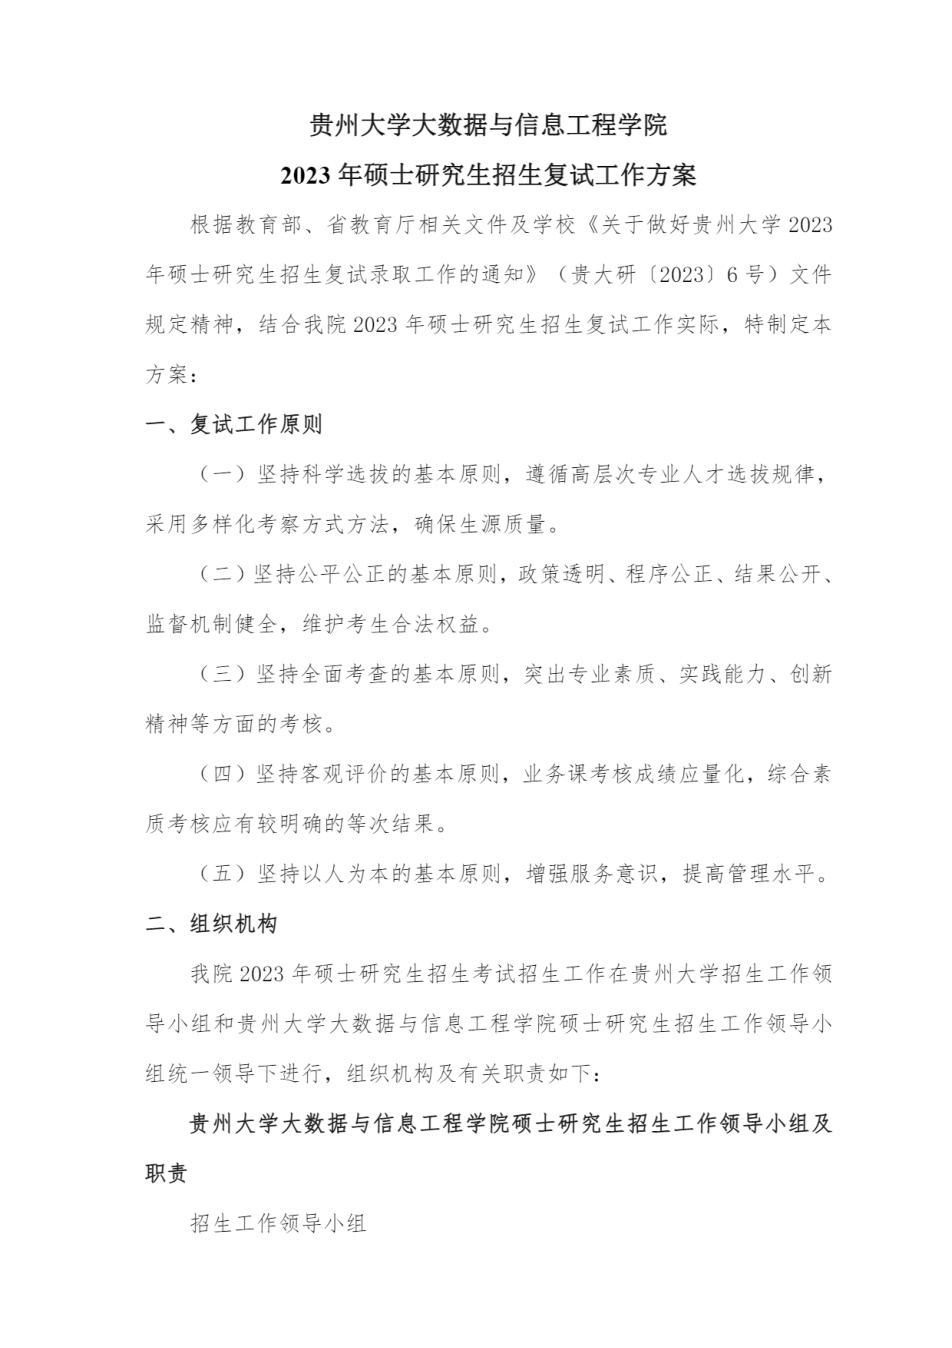 贵州大学大数据与信息工程学院
2023 年硕士研究生招生复试工作方案
根据教育部、省教育厅相关文件及学校《关于做好贵州大学 2023
年硕士研究生招生复试录取工作的通知》（贵大研〔2023〕6 号）文件
规定精神，结合我院 2023 年硕士研究生招生复试工作实际，特制定本
方案：
一、复试工作原则
（一）坚持科学选拔的基本原则，遵循高层次专业人才选拔规律，
采用多样化考察方式方法，确保生源质量。
（二）坚持公平公正的基本原则，政策透明、程序公正、结果公开、
监督机制健全，维护考生合法权益。
（三）坚持全面考查的基本原则，突出专业素质、实践能力、创新
精神等方面的考核。
（四）坚持客观评价的基本原则，业务课考核成绩应量化，综合素
质考核应有较明确的等次结果。
（五）坚持以人为本的基本原则，增强服务意识，提高管理水平。
二、组织机构
我院 2023 年硕士研究生招生考试招生工作在贵州大学招生工作领
导小组和贵州大学大数据与信息工程学院硕士研究生招生工作领导小
组统一领导下进行，组织机构及有关职责如下：
贵州大学大数据与信息工程学院硕士研究生招生工作领导小组及
职责
招生工作领导小组